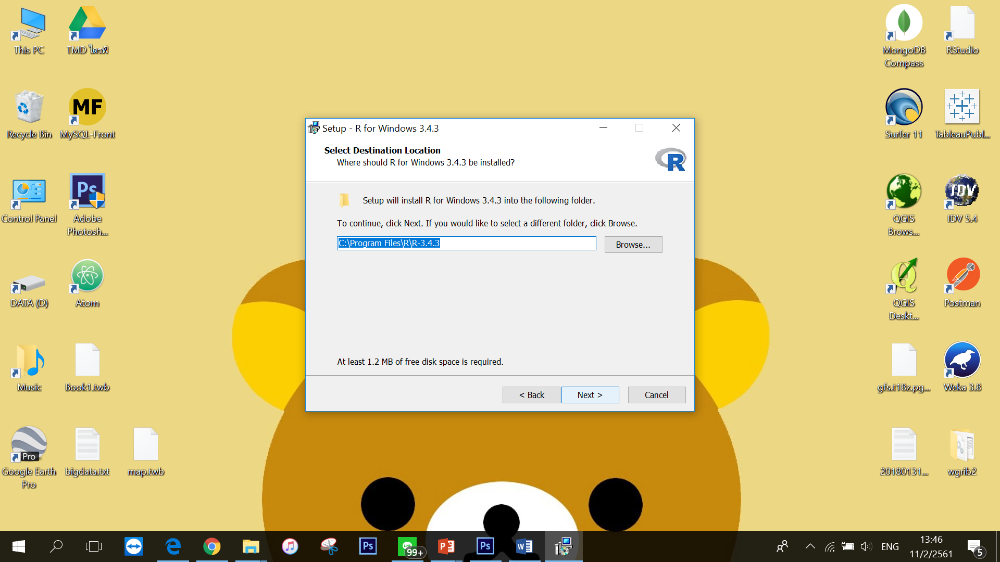 This PC
TMD ไดรฟ์
Recycle Bin
MF
MySQL-Front
Control Panel
Ps
Adobe
Photosh...
DATA (D)
Atom
Music
Book1.twb
Pro
Google Earth
Pro
bigdata.txt
map.twb
Setup - R for Windows 3.4.3
Select Destination Location
Where should R for Windows 3.4.3 be installed?
R
Setup will install R for Windows 3.4.3 into the following folder.
To continue, click Next. If you would like to select a different folder, click Browse.
C:\Program Files\R\R-3.4.3
Browse...
At least 1.2 MB of free disk space is required.
< Back
Next >
Cancel
MongoDB
Compass
RStudio
Surfer 11
TableauPubl...
QGIS
Brows...
IDV
IDV 5.4
QGIS
Deskt...
Postman
gfs.t18z.pg...
Weka 3.8
20180131...
wgrib2
Ps
LINE
99+
P
Ps
W
ENG
13:46
11/2/2561
5